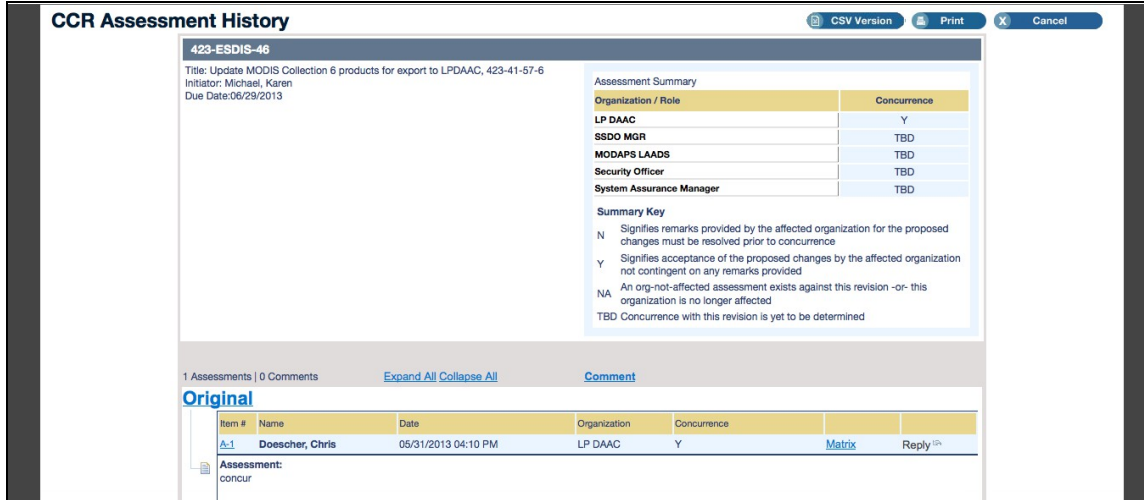 CCR Assessment History
CSV Version
Print
X Cancel
423-ESDIS-46
Title: Update MODIS Collection 6 products for export to LPDAAC, 423-41-57-6
Initiator: Michael, Karen
Due Date:06/29/2013
Assessment Summary
Organization / Role Concurrence
LP DAAC Y
SSDO MGR TBD
MODAPS LAADS TBD
Security Officer TBD
System Assurance Manager TBD
Summary Key
N Signifies remarks provided by the affected organization for the proposed
changes must be resolved prior to concurrence
Y Signifies acceptance of the proposed changes by the affected organization
not contingent on any remarks provided
NA An org-not-affected assessment exists against this revision -or- this
organization is no longer affected
TBD Concurrence with this revision is yet to be determined
1 Assessments | 0 Comments Expand All Collapse All Comment
Original
Item # Name Date Organization Concurrence
A-1 Doescher, Chris 05/31/2013 04:10 PM LP DAAC Y Matrix Reply
Assessment:
concur